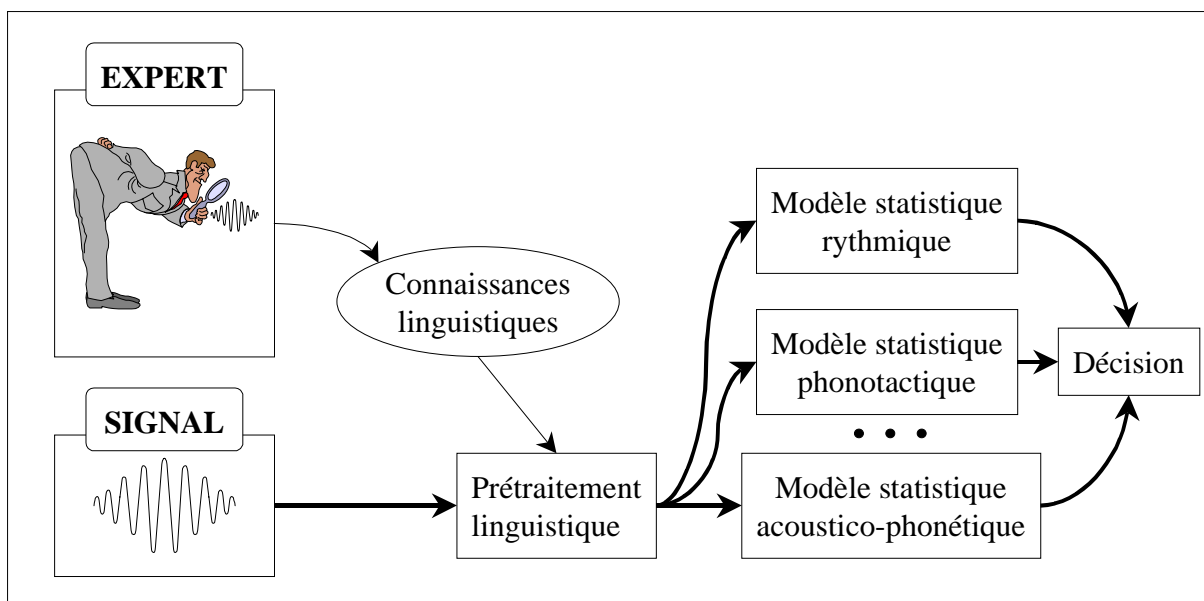 EXPERT
Connaissances
linguistiques
SIGNAL
Prétraitement
linguistique
Modèle statistique
rythmique
Modèle statistique
phonotactique
• • •
Modèle statistique
acoustico-phonétique
Décision